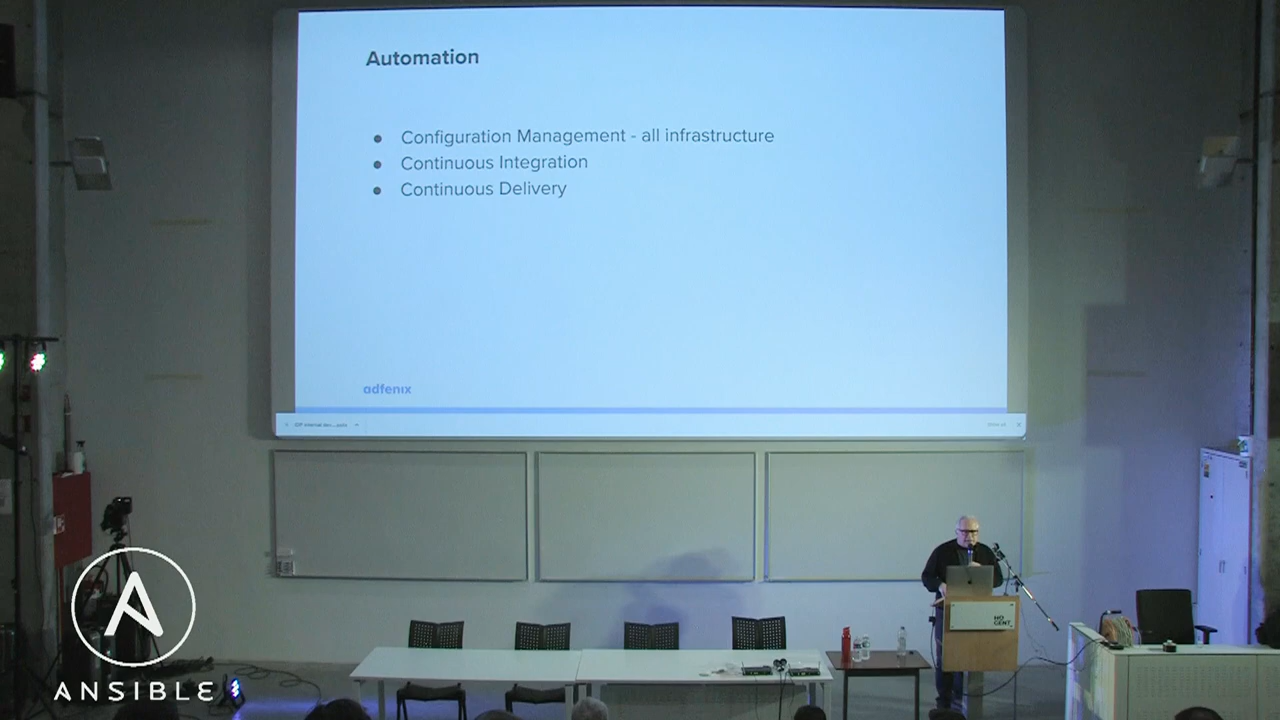 Automation
● Configuration Management - all infrastructure
● Continuous Integration
● Continuous Delivery
adfenix
HO
GENT
ANSIBLE